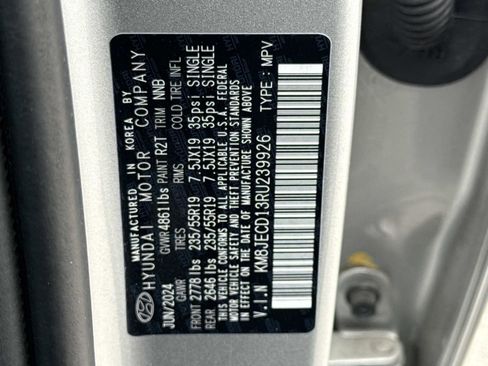 HYUNDAI MADE IN KOREA BY
HYUNDAI MOTOR COMPANY
JUN/2024 GVWR 4861lbs PAINT R2T TRIM NNB
GAWR TIRES RIMS COLD TIRE INFL
FRONT 2778lbs 235/55R19 7.5JX19 35psi SINGLE
REAR 2646lbs 235/55R19 7.5JX19 35psi SINGLE
THIS VEHICLE CONFORMS TO ALL APPLICABLE U.S.A. FEDERAL
MOTOR VEHICLE SAFETY, BUMPER, AND THEFT PREVENTION STANDARDS
IN EFFECT ON THE DATE OF MANUFACTURE SHOWN ABOVE.
V.I.N KM8JECD13RU239926 TYPE : MPV